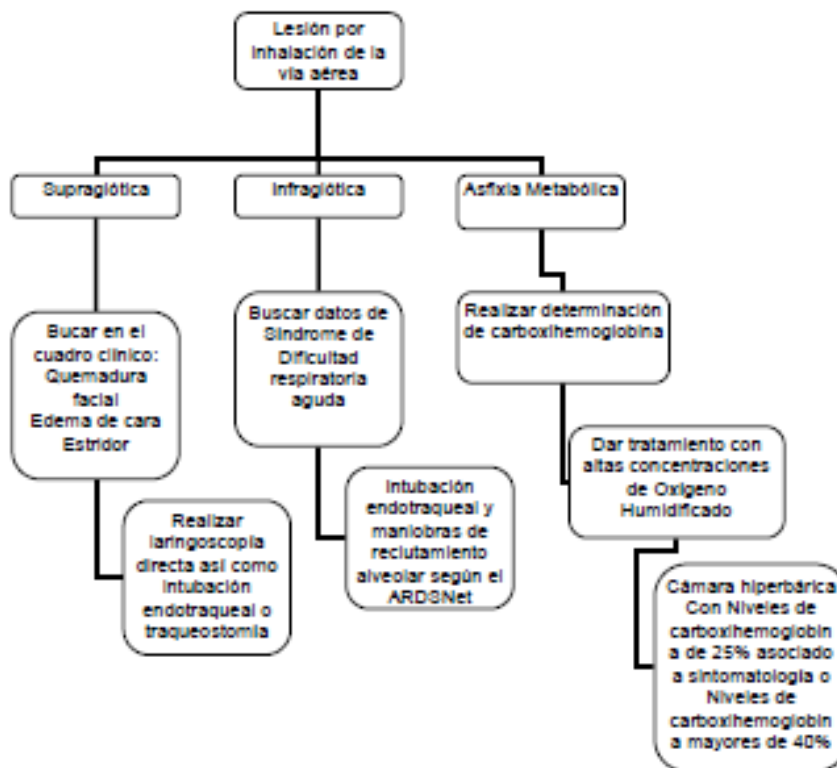 Lesión por
Inhalación de la
vía aérea
Supraglótica
Infraglótica
Asfixia Metabólica
Bucar en el
cuadro clínico:
Quemadura
facial
Edema de cara
Estridor
Buscar datos de
Síndrome de
Dificultad
respiratoria
aguda
Realizar determinación
de carboxihemoglobina
Realizar
laringoscopía
directa así como
intubación
endotraqueal o
traqueostomía
Intubación
endotraqueal y
maniobras de
reclutamiento
alveolar según el
ARDSNet
Dar tratamiento con
altas concentraciones
de Oxigeno
Humidificado
Cámara hiperbárica
Con Niveles de
carboxihemoglobin
a de 25% asociado
a sintomatología o
Niveles de
carboxihemoglobin
a mayores de 40%